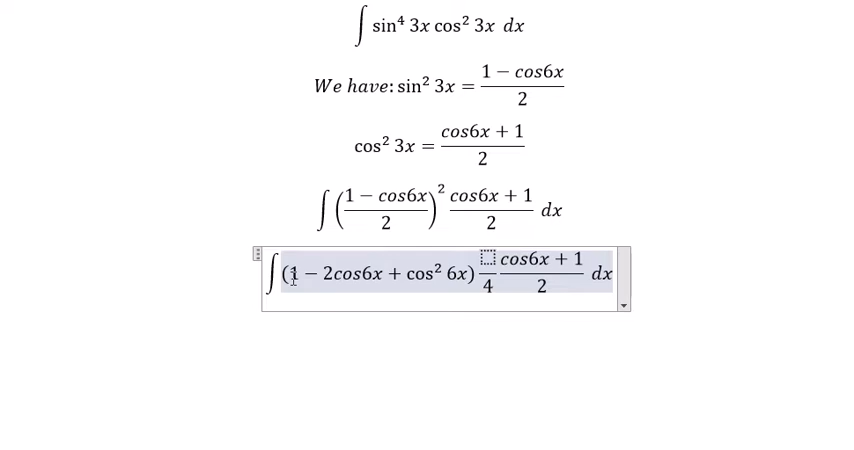 ∫ sin⁴ 3x cos² 3x dx
We have: sin² 3x = (1 − cos6x)/2
cos² 3x = (cos6x + 1)/2
∫ ((1 − cos6x)/2)² (cos6x + 1)/2 dx
∫ (1 − 2cos6x + cos² 6x) ⬚/4 (cos6x + 1)/2 dx